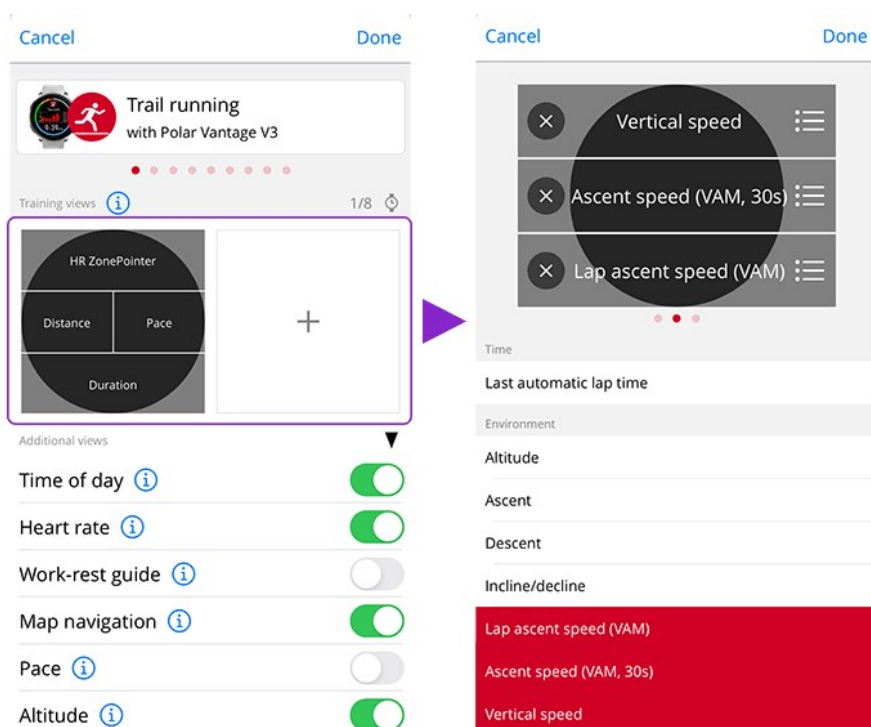 Cancel
Done
Trail running
with Polar Vantage V3
Training views
1/8
HR ZonePointer
Distance
Pace
Duration
Additional views
Time of day
Heart rate
Work-rest guide
Map navigation
Pace
Altitude
Cancel
Done
Vertical speed
Ascent speed (VAM, 30s)
Lap ascent speed (VAM)
Time
Last automatic lap time
Environment
Altitude
Ascent
Descent
Incline/decline
Lap ascent speed (VAM)
Ascent speed (VAM, 30s)
Vertical speed